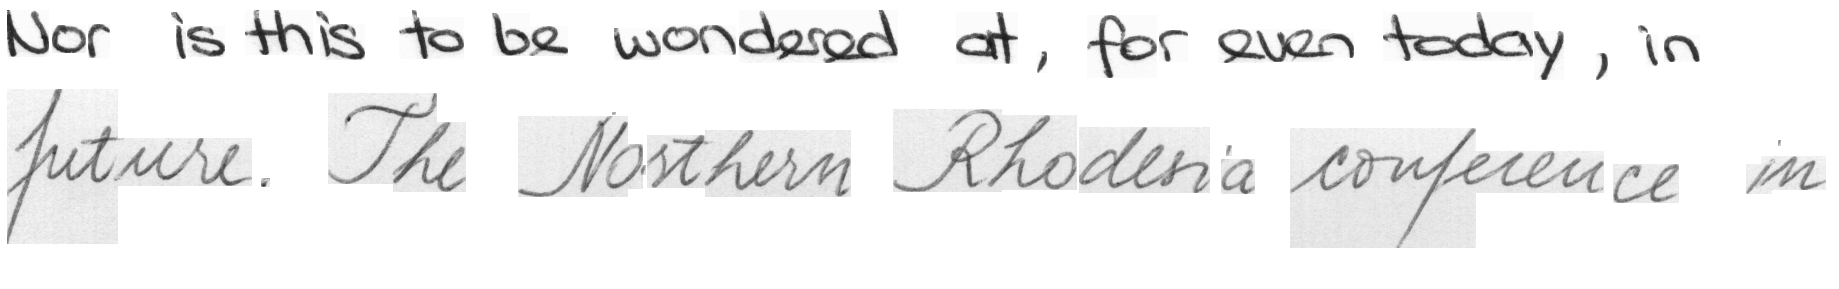 Nor is this to be wondered at, for even today, in
future. The Northern Rhodesia conference in